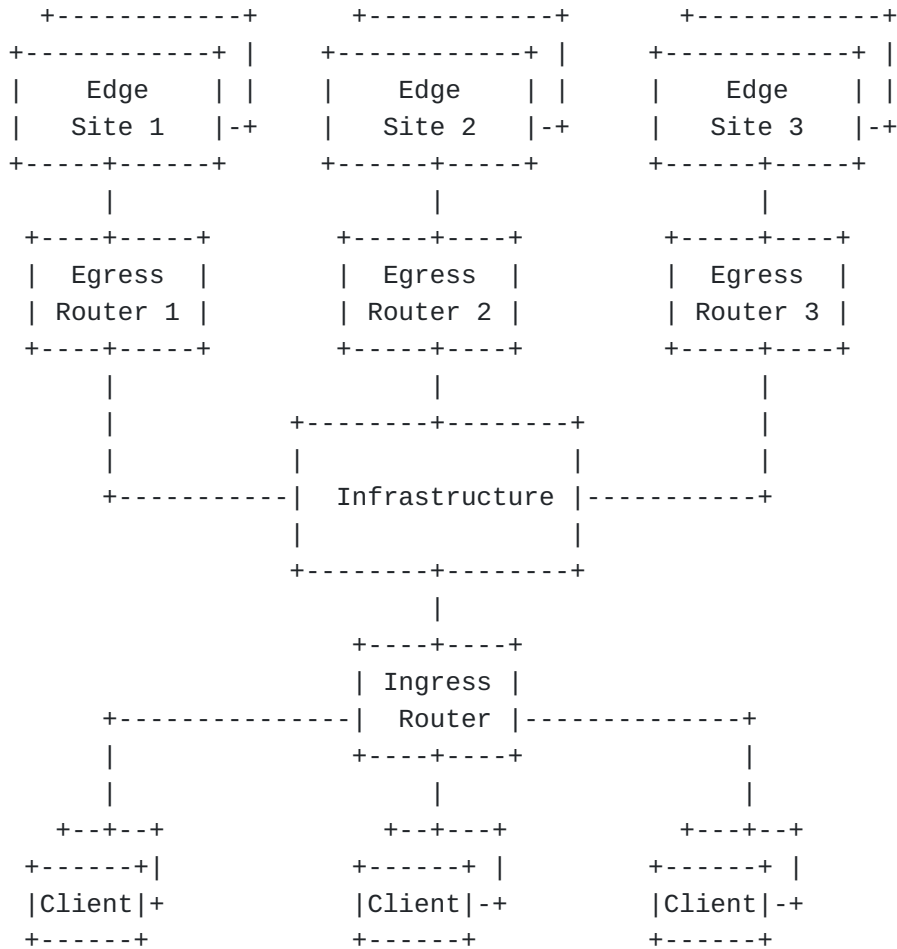 Edge Edge Edge
Site 1 Site 2 Site 3
Egress Egress Egress
Router 1 Router 2 Router 3
Infrastructure
Ingress
Router
Client Client Client